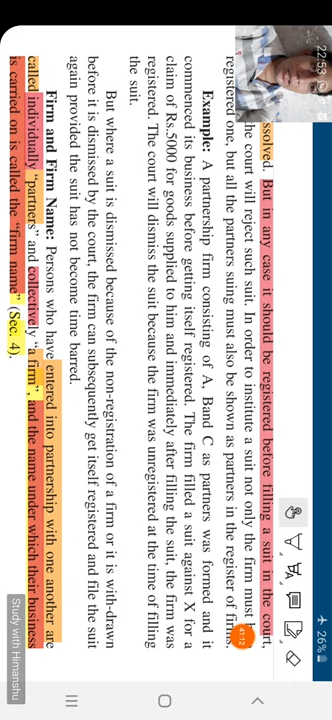 22:53
26%
ssolved. But in any case it should be registered before filling a suit in the court,
the court will reject such suit. In order to institute a suit not only the firm must
registered one, but all the partners suing must also be shown as partners in the register of firms.
41:12
Example: A partnership firm consisting of A, Band C as partners was formed and it
commenced its business before getting itself registered. The firm filled a suit against X for a
claim of Rs.5000 for goods supplied to him and immediately after filling the suit, the firm was
registered. The court will dismiss the suit because the firm was unregistered at the time of filling
the suit.
But where a suit is dismissed because of the non-registration of a firm or it is with-drawn
before it is dismissed by the court, the firm can subsequently get itself registered and file the suit
again provided the suit has not become time barred.
Firm and Firm Name: Persons who have entered into partnership with one another are
called individually "partners" and collectively "a firm", and the name under which their business
is carried on is called the "firm name" (Sec. 4).
Study with Himanshu